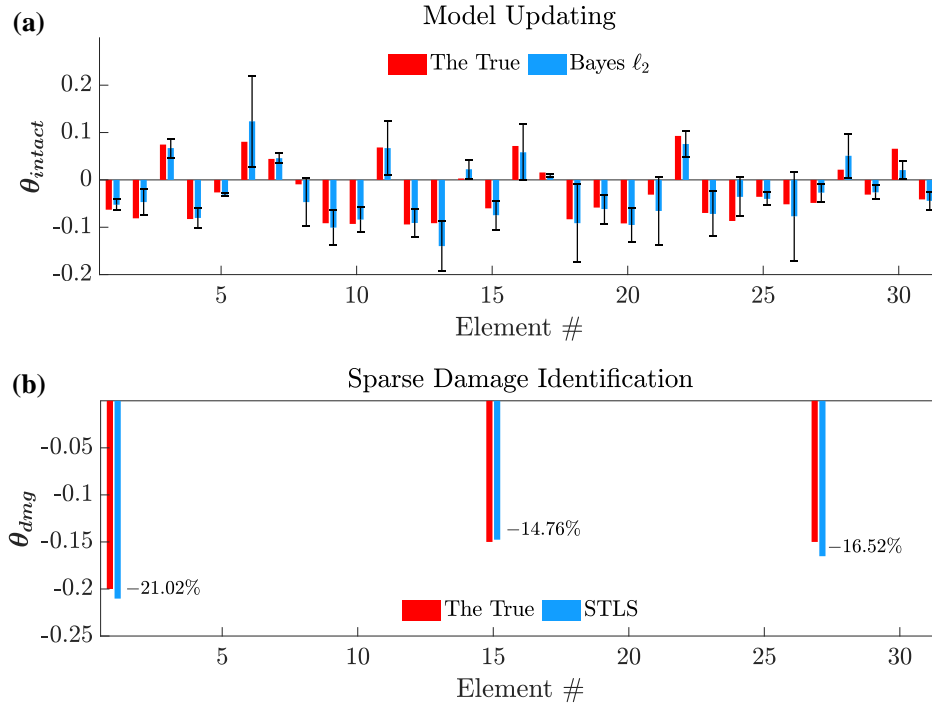 (a)
Model Updating
The True Bayes ℓ₂
0.2
0.1
0
-0.1
-0.2
θintact
5 10 15 20 25 30
Element #
(b)
Sparse Damage Identification
-0.05
-0.1
-0.15
-0.2
-0.25
θdmg
−14.76%
−16.52%
−21.02%
The True STLS
5 10 15 20 25 30
Element #